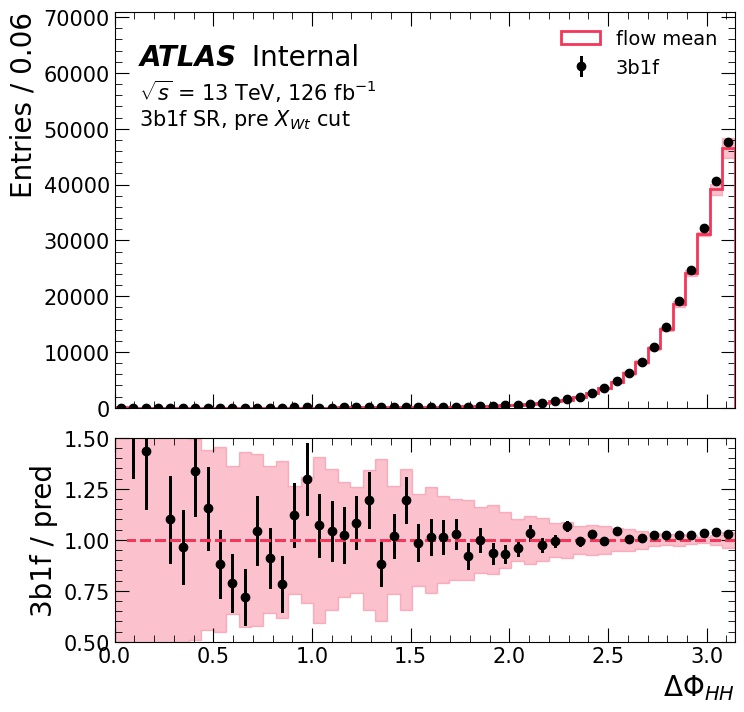 Entries / 0.06
70000
60000
50000
40000
30000
20000
10000
0
ATLAS Internal
√s = 13 TeV, 126 fb⁻¹
3b1f SR, pre X_Wt cut
flow mean
3b1f
3b1f / pred
1.50
1.25
1.00
0.75
0.50
0.0 0.5 1.0 1.5 2.0 2.5 3.0
ΔΦ_HH